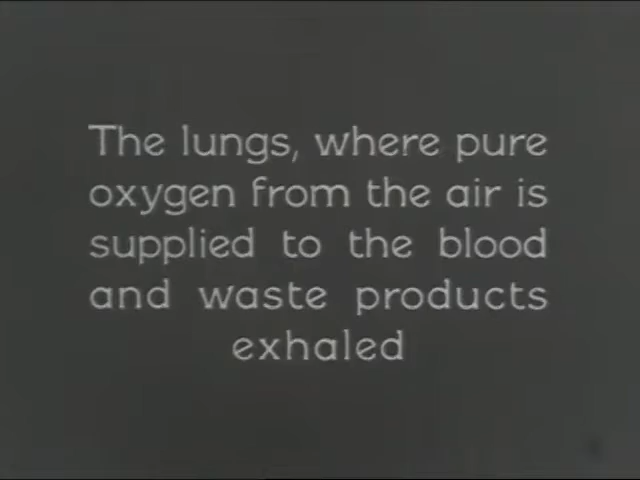 The lungs, where pure
oxygen from the air is
supplied to the blood
and waste products
exhaled